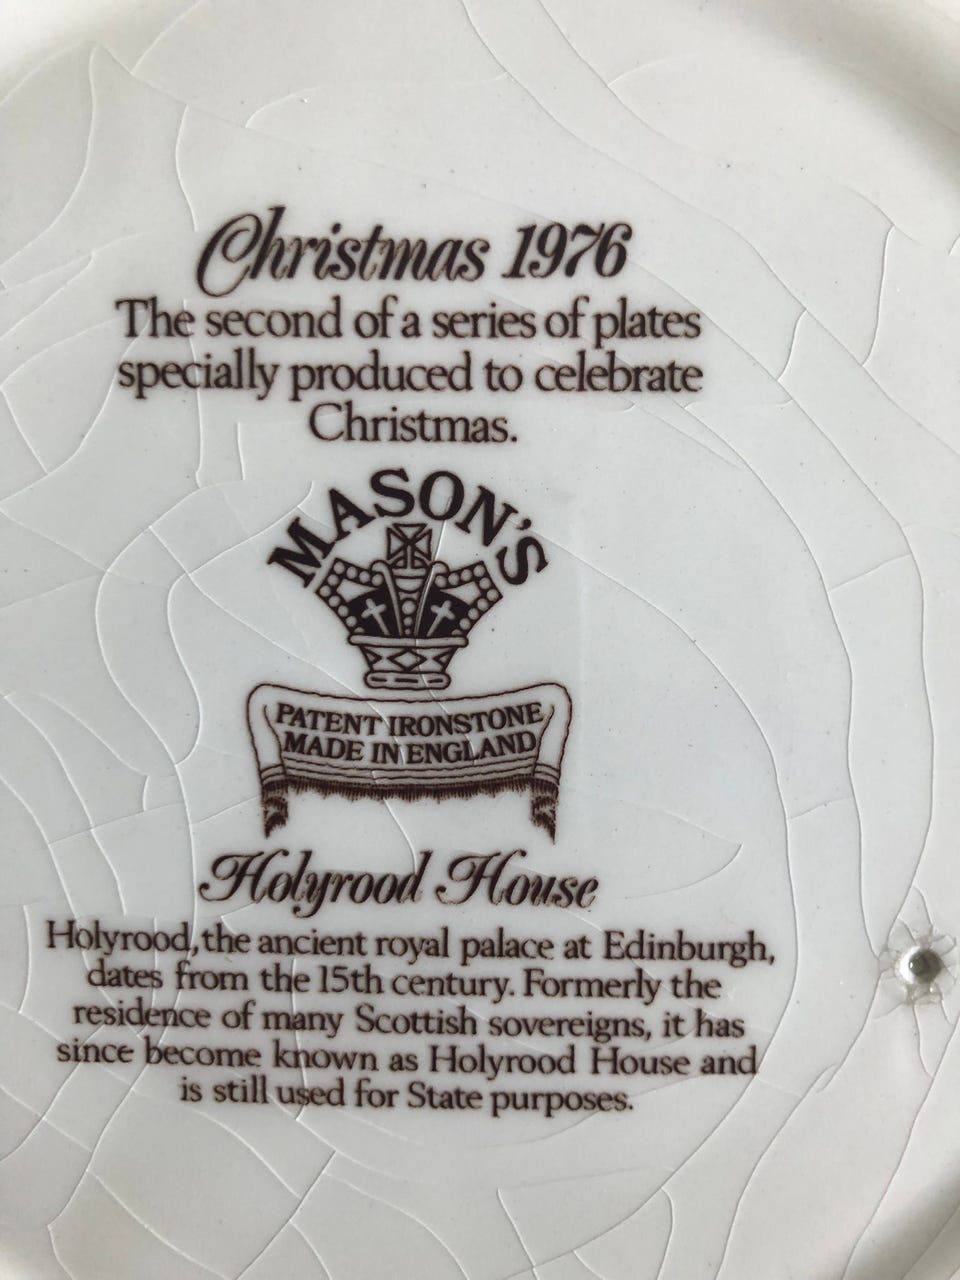 Christmas 1976
The second of a series of plates
specially produced to celebrate
Christmas.
MASON'S
PATENT IRONSTONE
MADE IN ENGLAND
Holyrood House
Holyrood, the ancient royal palace at Edinburgh,
dates from the 15th century. Formerly the
residence of many Scottish sovereigns, it has
since become known as Holyrood House and
is still used for State purposes.